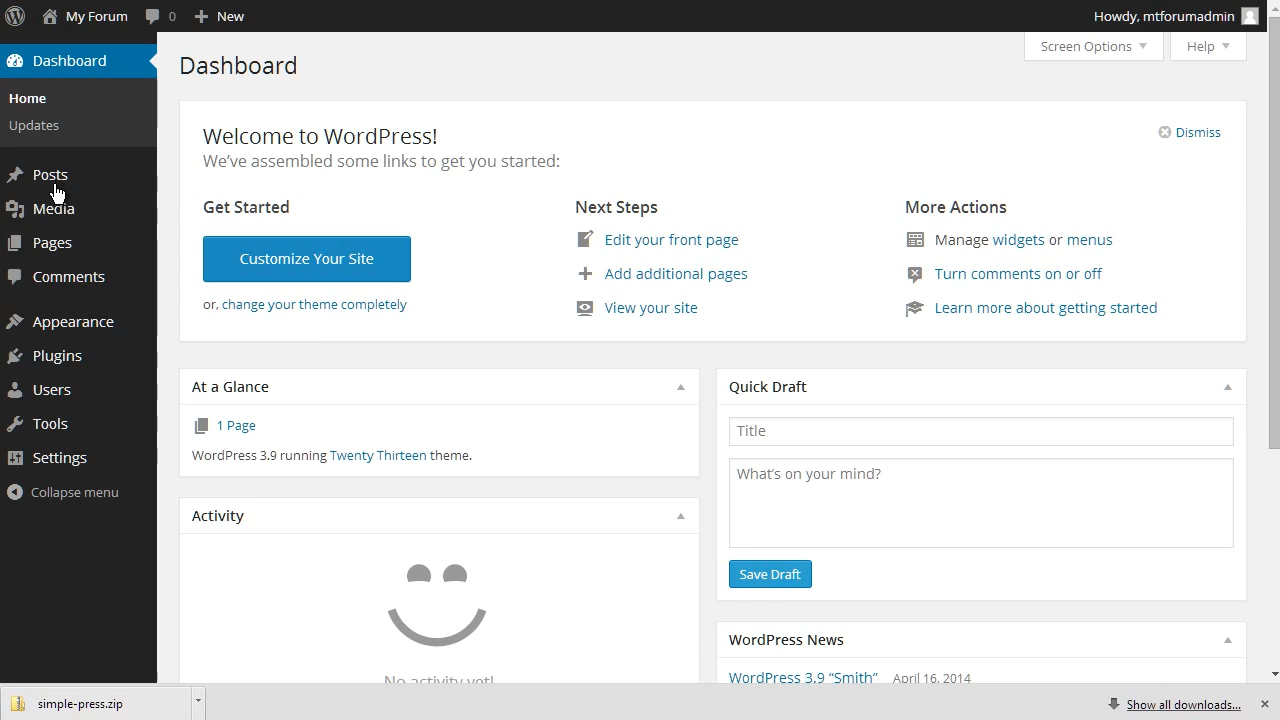 My Forum 0 New Howdy, mtforumadmin
Dashboard
Home
Updates
Posts
Media
Pages
Comments
Appearance
Plugins
Users
Tools
Settings
Collapse menu
Screen Options Help
Dashboard
Welcome to WordPress!
Dismiss
We've assembled some links to get you started:
Get Started
Customize Your Site
or, change your theme completely
Next Steps
Edit your front page
Add additional pages
View your site
More Actions
Manage widgets or menus
Turn comments on or off
Learn more about getting started
At a Glance
1 Page
WordPress 3.9 running Twenty Thirteen theme.
Activity
No activity yet!
Quick Draft
Title
What's on your mind?
Save Draft
WordPress News
WordPress 3.9 “Smith” April 16, 2014
simple-press.zip
Show all downloads...